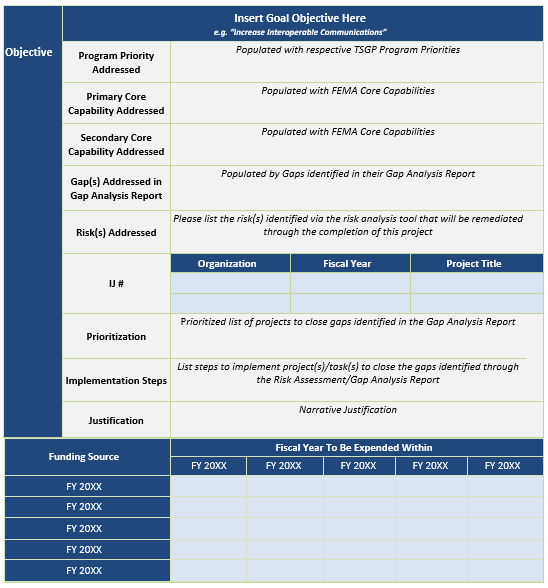 Insert Goal Objective Here
e.g. "Increase Interoperable Communications"
Objective
Program Priority
Addressed
Populated with respective TSGP Program Priorities
Primary Core
Capability Addressed
Populated with FEMA Core Capabilities
Secondary Core
Capability Addressed
Populated with FEMA Core Capabilities
Gap(s) Addressed in
Gap Analysis Report
Populated by Gaps identified in their Gap Analysis Report
Risk(s) Addressed
Please list the risk(s) identified via the risk analysis tool that will be remediated
through the completion of this project
IJ #
Organization Fiscal Year Project Title
Prioritization
Prioritized list of projects to close gaps identified in the Gap Analysis Report
Implementation Steps
List steps to implement project(s)/task(s) to close the gaps identified through
the Risk Assessment/Gap Analysis Report
Justification
Narrative Justification
Funding Source
Fiscal Year To Be Expended Within
FY 20XX FY 20XX FY 20XX FY 20XX FY 20XX
FY 20XX
FY 20XX
FY 20XX
FY 20XX
FY 20XX